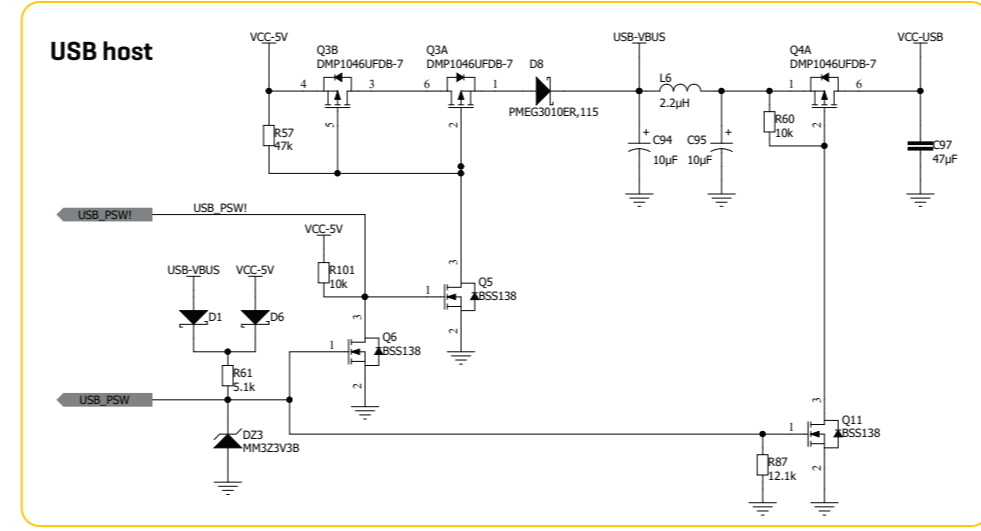 USB host
VCC-5V
Q3B
DMP1046UFDB-7
4
3
5
Q3A
DMP1046UFDB-7
6
1
2
D8
PMEG3010ER,115
USB-VBUS
L6
2.2µH
Q4A
DMP1046UFDB-7
1
6
2
VCC-USB
R57
47k
C94
10µF
C95
10µF
R60
10k
C97
47µF
USB_PSW!
USB_PSW!
VCC-5V
R101
10k
3
1
Q5
BSS138
2
USB-VBUS
VCC-5V
D1
D6
3
1
Q6
BSS138
2
R61
5.1k
USB_PSW
DZ3
MM3Z3V3B
3
1
Q11
BSS138
2
R87
12.1k